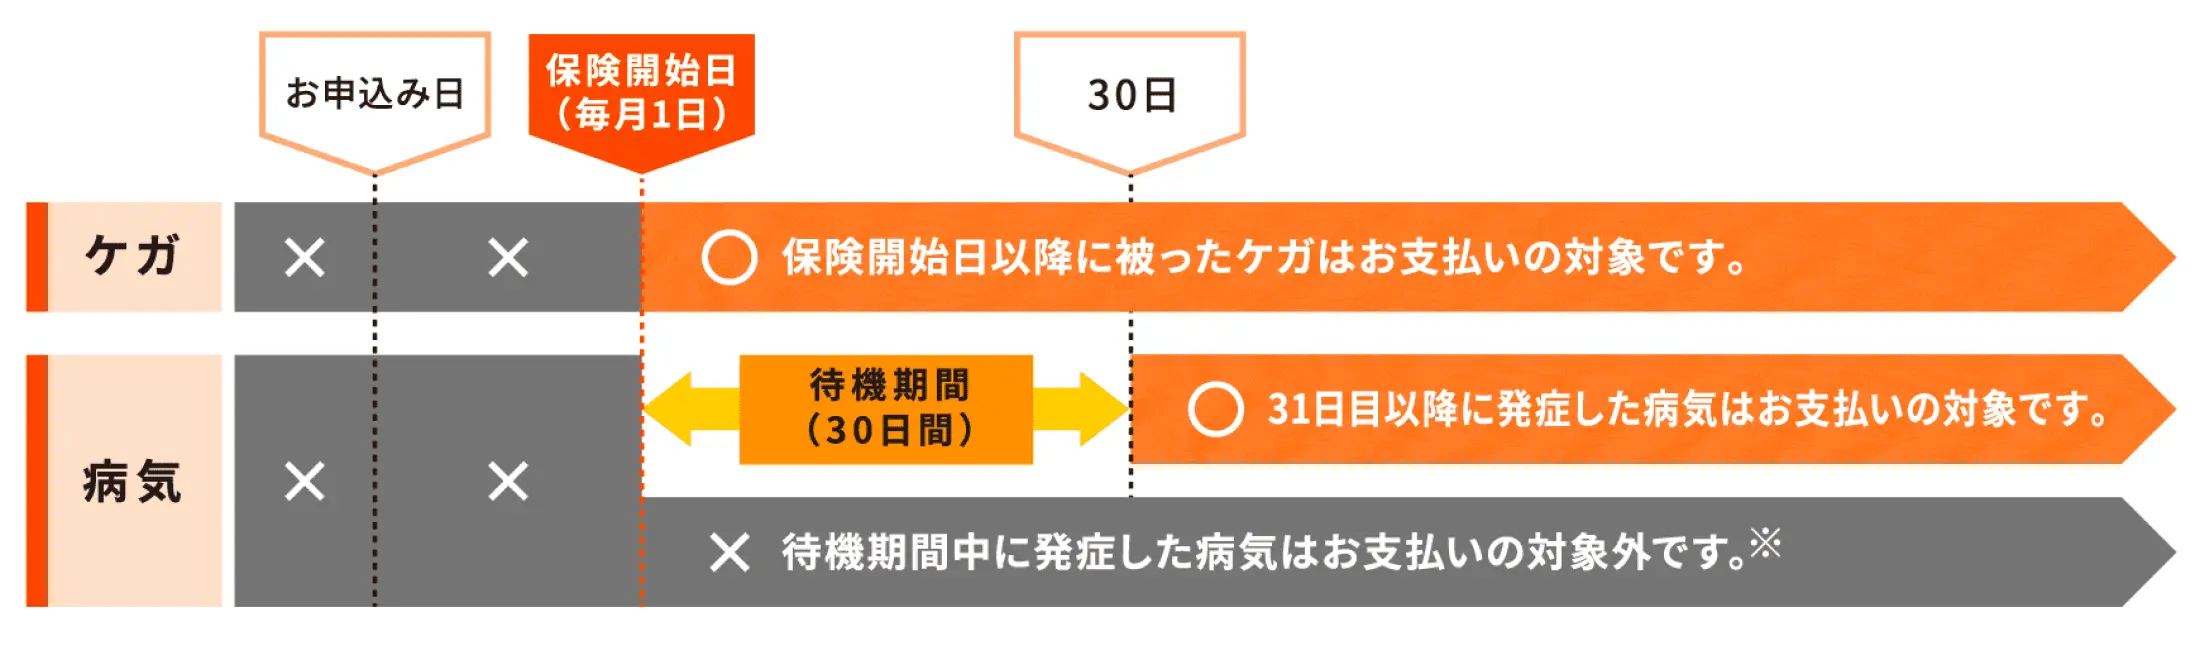 お申込み日
保険開始日
（毎月1日）
30日
ケガ
× × ○ 保険開始日以降に被ったケガはお支払いの対象です。
病気
× ×
待機期間
（30日間）
○ 31日目以降に発症した病気はお支払いの対象です。
× 待機期間中に発症した病気はお支払いの対象外です。※